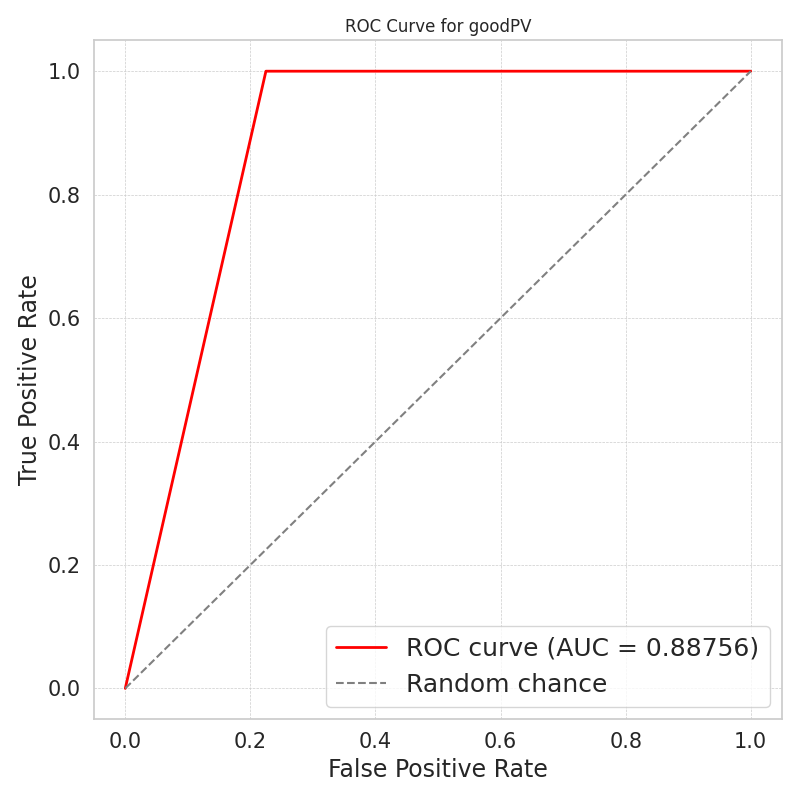 ROC Curve for goodPV
1.0
0.8
0.6
0.4
0.2
0.0
True Positive Rate
ROC curve (AUC = 0.88756)
Random chance
0.0 0.2 0.4 0.6 0.8 1.0
False Positive Rate